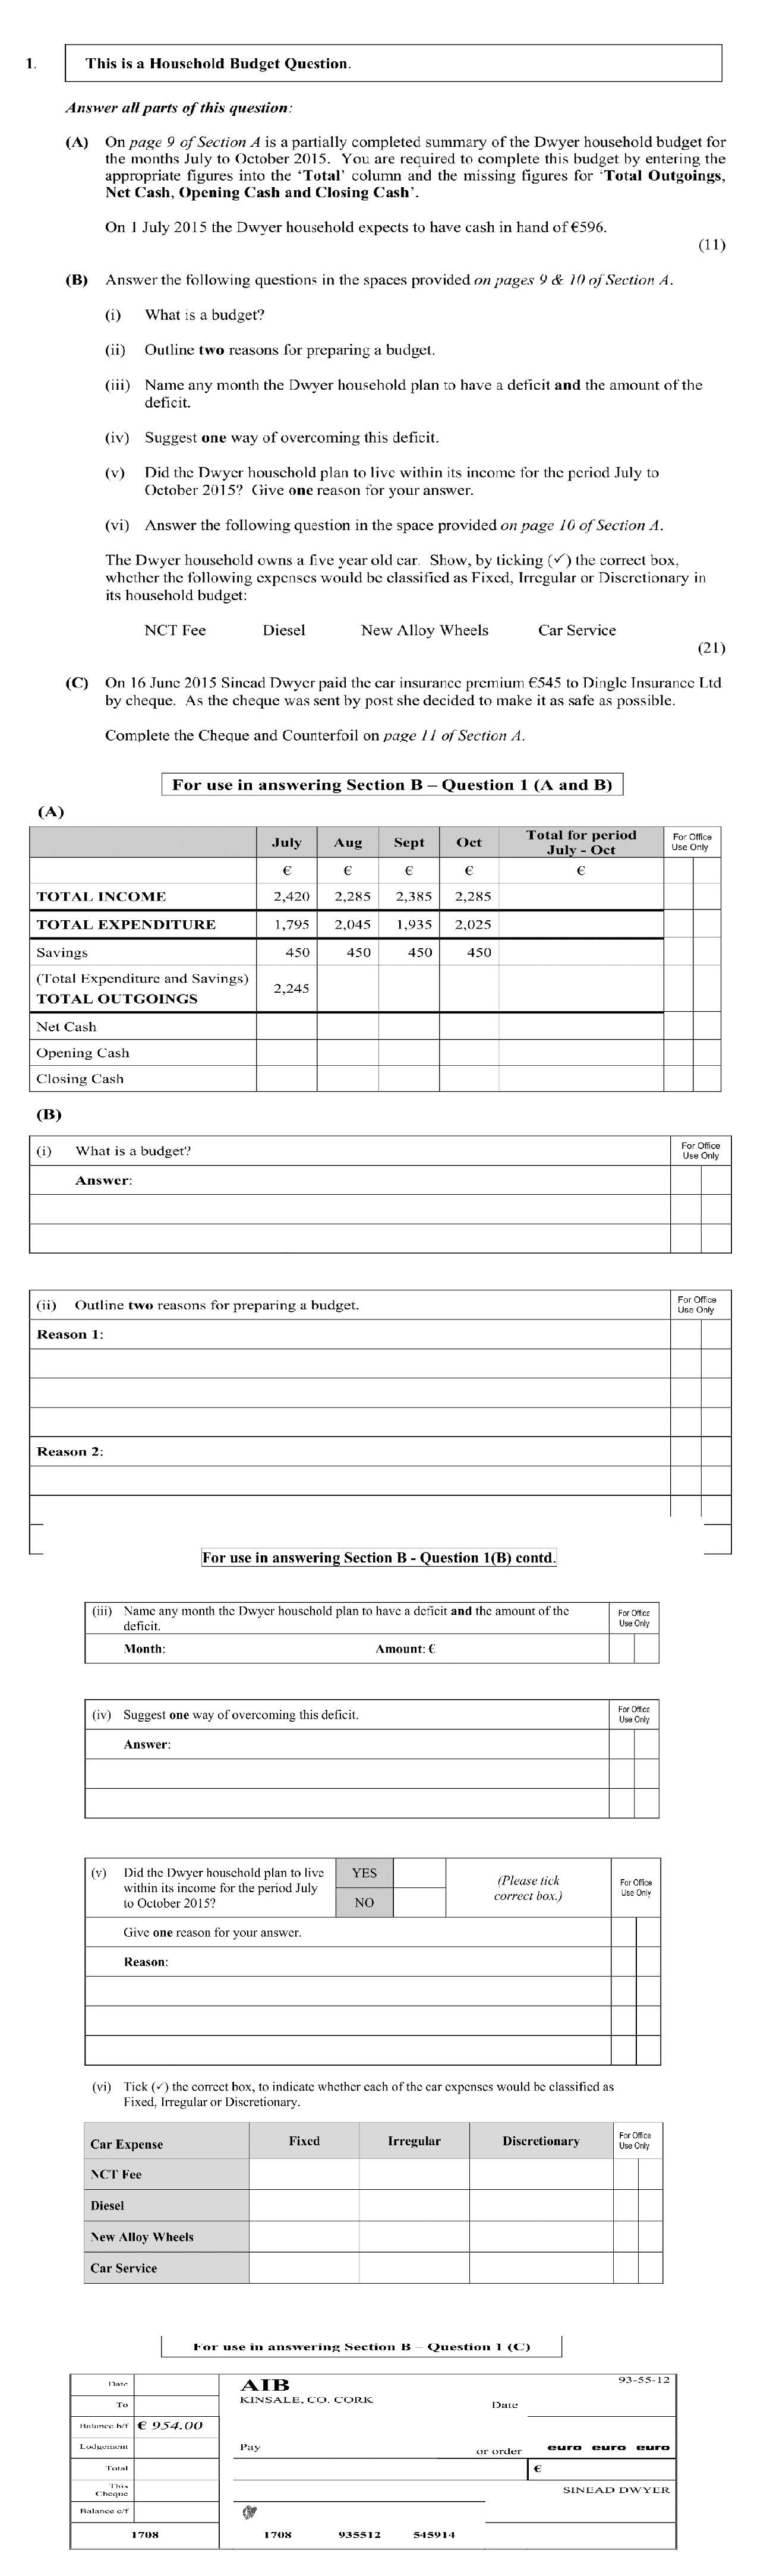 1. This is a Household Budget Question.
Answer all parts of this question:
(A) On page 9 of Section A is a partially completed summary of the Dwyer household budget for
the months July to October 2015. You are required to complete this budget by entering the
appropriate figures into the ‘Total’ column and the missing figures for ‘Total Outgoings,
Net Cash, Opening Cash and Closing Cash’.
On 1 July 2015 the Dwyer household expects to have cash in hand of €596.
(11)
(B) Answer the following questions in the spaces provided on pages 9 & 10 of Section A.
(i) What is a budget?
(ii) Outline two reasons for preparing a budget.
(iii) Name any month the Dwyer household plan to have a deficit and the amount of the
deficit.
(iv) Suggest one way of overcoming this deficit.
(v) Did the Dwyer household plan to live within its income for the period July to
October 2015? Give one reason for your answer.
(vi) Answer the following question in the space provided on page 10 of Section A.
The Dwyer household owns a five year old car. Show, by ticking (✓) the correct box,
whether the following expenses would be classified as Fixed, Irregular or Discretionary in
its household budget:
NCT Fee Diesel New Alloy Wheels Car Service
(21)
(C) On 16 June 2015 Sinead Dwyer paid the car insurance premium €545 to Dingle Insurance Ltd
by cheque. As the cheque was sent by post she decided to make it as safe as possible.
Complete the Cheque and Counterfoil on page 11 of Section A.
For use in answering Section B – Question 1 (A and B)
(A)
July Aug Sept Oct Total for period July - Oct For Office Use Only
€ € € € €
TOTAL INCOME 2,420 2,285 2,385 2,285
TOTAL EXPENDITURE 1,795 2,045 1,935 2,025
Savings 450 450 450 450
(Total Expenditure and Savings)
TOTAL OUTGOINGS 2,245
Net Cash
Opening Cash
Closing Cash
(B)
(i) What is a budget? For Office Use Only
Answer:
(ii) Outline two reasons for preparing a budget. For Office Use Only
Reason 1:
Reason 2:
For use in answering Section B - Question 1(B) contd.
(iii) Name any month the Dwyer household plan to have a deficit and the amount of the
deficit. For Office Use Only
Month: Amount: €
(iv) Suggest one way of overcoming this deficit. For Office Use Only
Answer:
(v) Did the Dwyer household plan to live YES (Please tick For Office
within its income for the period July correct box.) Use Only
to October 2015? NO
Give one reason for your answer.
Reason:
(vi) Tick (✓) the correct box, to indicate whether each of the car expenses would be classified as
Fixed, Irregular or Discretionary.
Car Expense Fixed Irregular Discretionary For Office Use Only
NCT Fee
Diesel
New Alloy Wheels
Car Service
For use in answering Section B – Question 1 (C)
Date AIB 93-55-12
To KINSALE, CO. CORK Date
Balance b/f € 954.00
Lodgement Pay or order euro euro euro
Total €
This Cheque SINEAD DWYER
Balance c/f
1708 1708 935512 545914